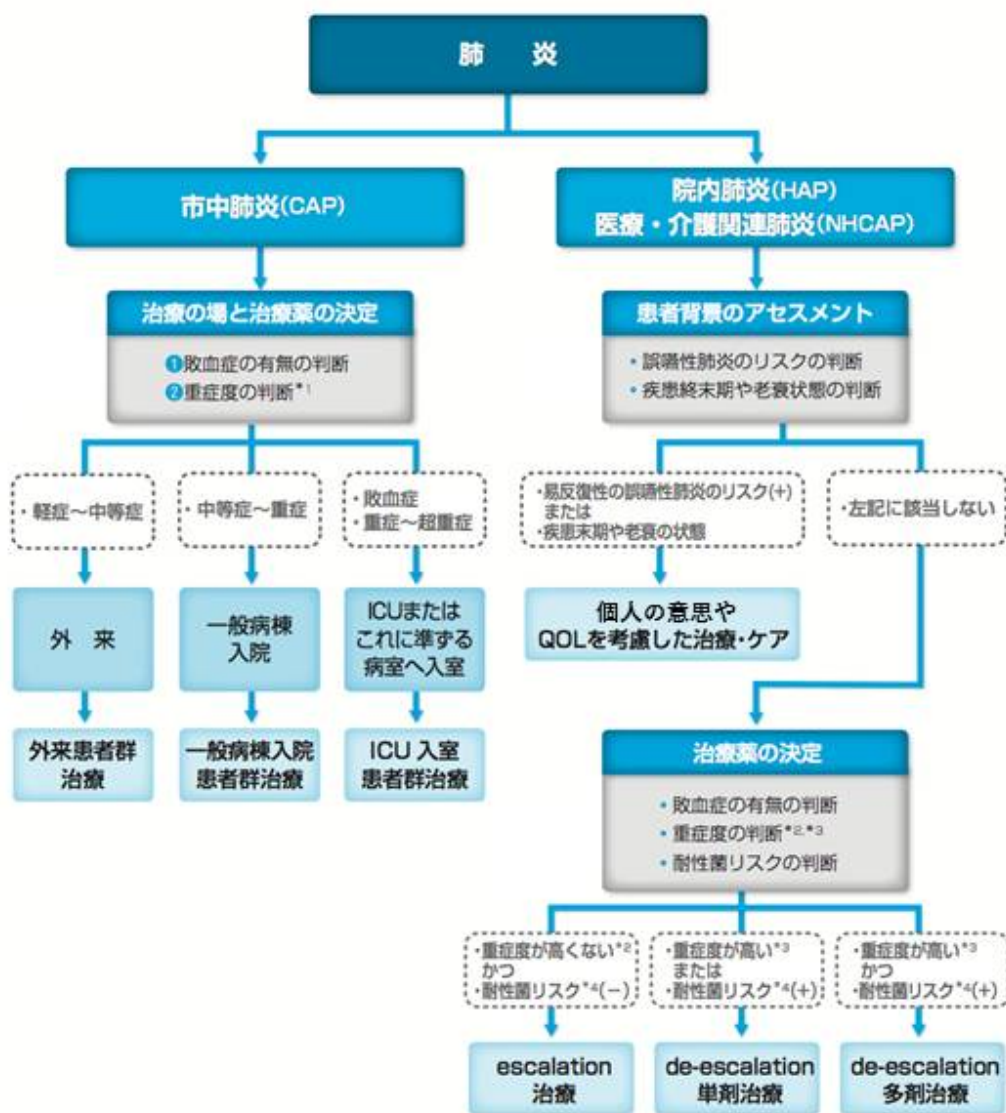 肺 炎
市中肺炎(CAP)
院内肺炎(HAP)
医療・介護関連肺炎(NHCAP)
治療の場と治療薬の決定
❶敗血症の有無の判断
❷重症度の判断*1
患者背景のアセスメント
・誤嚥性肺炎のリスクの判断
・疾患終末期や老衰状態の判断
・軽症～中等症
・中等症～重症
・敗血症
・重症～超重症
・易反復性の誤嚥性肺炎のリスク(+)
または
・疾患末期や老衰の状態
・左記に該当しない
外 来
一般病棟
入院
ICUまたは
これに準ずる
病室へ入室
個人の意思や
QOLを考慮した治療・ケア
外来患者群
治療
一般病棟入院
患者群治療
ICU 入室
患者群治療
治療薬の決定
・敗血症の有無の判断
・重症度の判断*2,*3
・耐性菌リスクの判断
・重症度が高くない*2
かつ
・耐性菌リスク*4(−)
・重症度が高い*3
または
・耐性菌リスク*4(+)
・重症度が高い*3
かつ
・耐性菌リスク*4(+)
escalation
治療
de-escalation
単剤治療
de-escalation
多剤治療